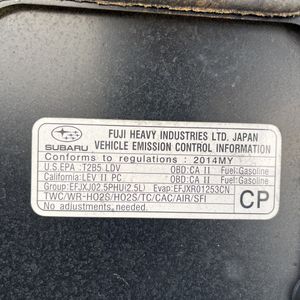 FUJI HEAVY INDUSTRIES LTD. JAPAN
SUBARU VEHICLE EMISSION CONTROL INFORMATION
Conforms to regulations : 2014MY
U.S.EPA :T2B5 LDV OBD:CA II Fuel:Gasoline
California:LEV II PC OBD:CA II Fuel:Gasoline
Group:EFJXJ02.5PHU(2.5L) Evap:EFJXR01253CN
TWC/WR-HO2S/HO2S/TC/CAC/AIR/SFI CP
No adjustments needed.